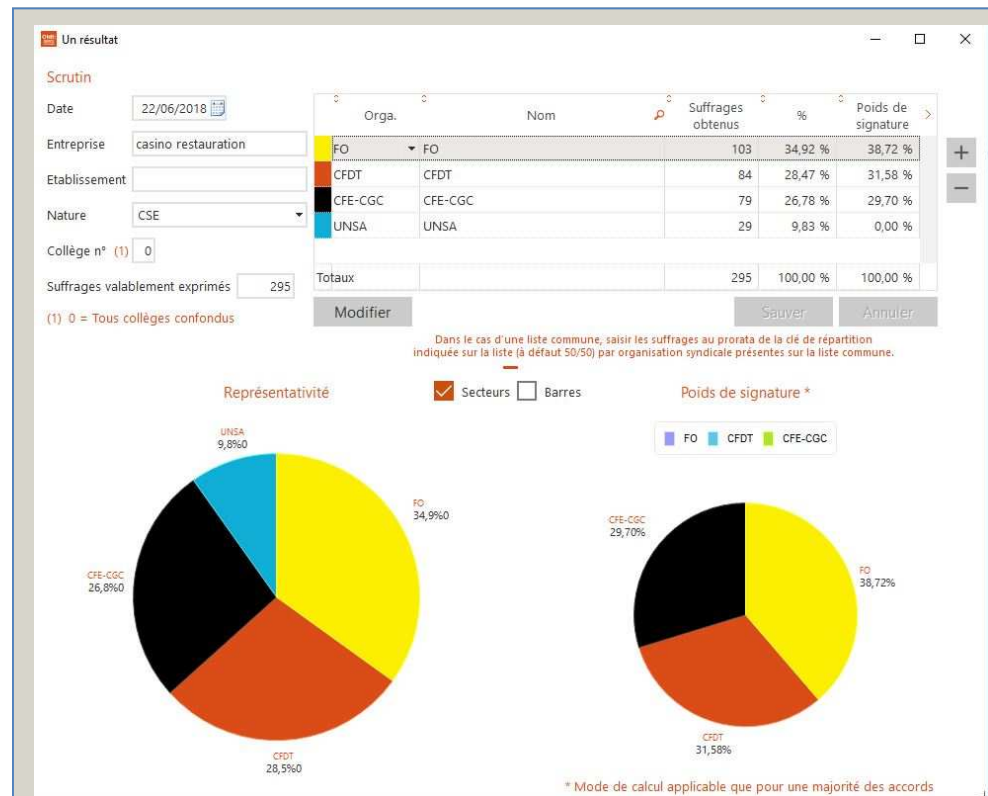 Un résultat
Scrutin
Date 22/06/2018
Entreprise casino restauration
Etablissement
Nature CSE
Collège n° (1) 0
Suffrages valablement exprimés 295
(1) 0 = Tous collèges confondus
Orga. Nom Suffrages obtenus % Poids de signature
FO FO 103 34,92 % 38,72 %
CFDT CFDT 84 28,47 % 31,58 %
CFE-CGC CFE-CGC 79 26,78 % 29,70 %
UNSA UNSA 29 9,83 % 0,00 %
Totaux 295 100,00 % 100,00 %
Modifier Sauver Annuler
Dans le cas d'une liste commune, saisir les suffrages au prorata de la clé de répartition
indiquée sur la liste (à défaut 50/50) par organisation syndicale présentes sur la liste commune.
Représentativité Secteurs Barres Poids de signature *
FO CFDT CFE-CGC
UNSA
9,8%0
FO
34,9%0
CFE-CGC
26,8%0
CFDT
28,5%0
CFE-CGC
29,70%
FO
38,72%
CFDT
31,58%
* Mode de calcul applicable que pour une majorité des accords